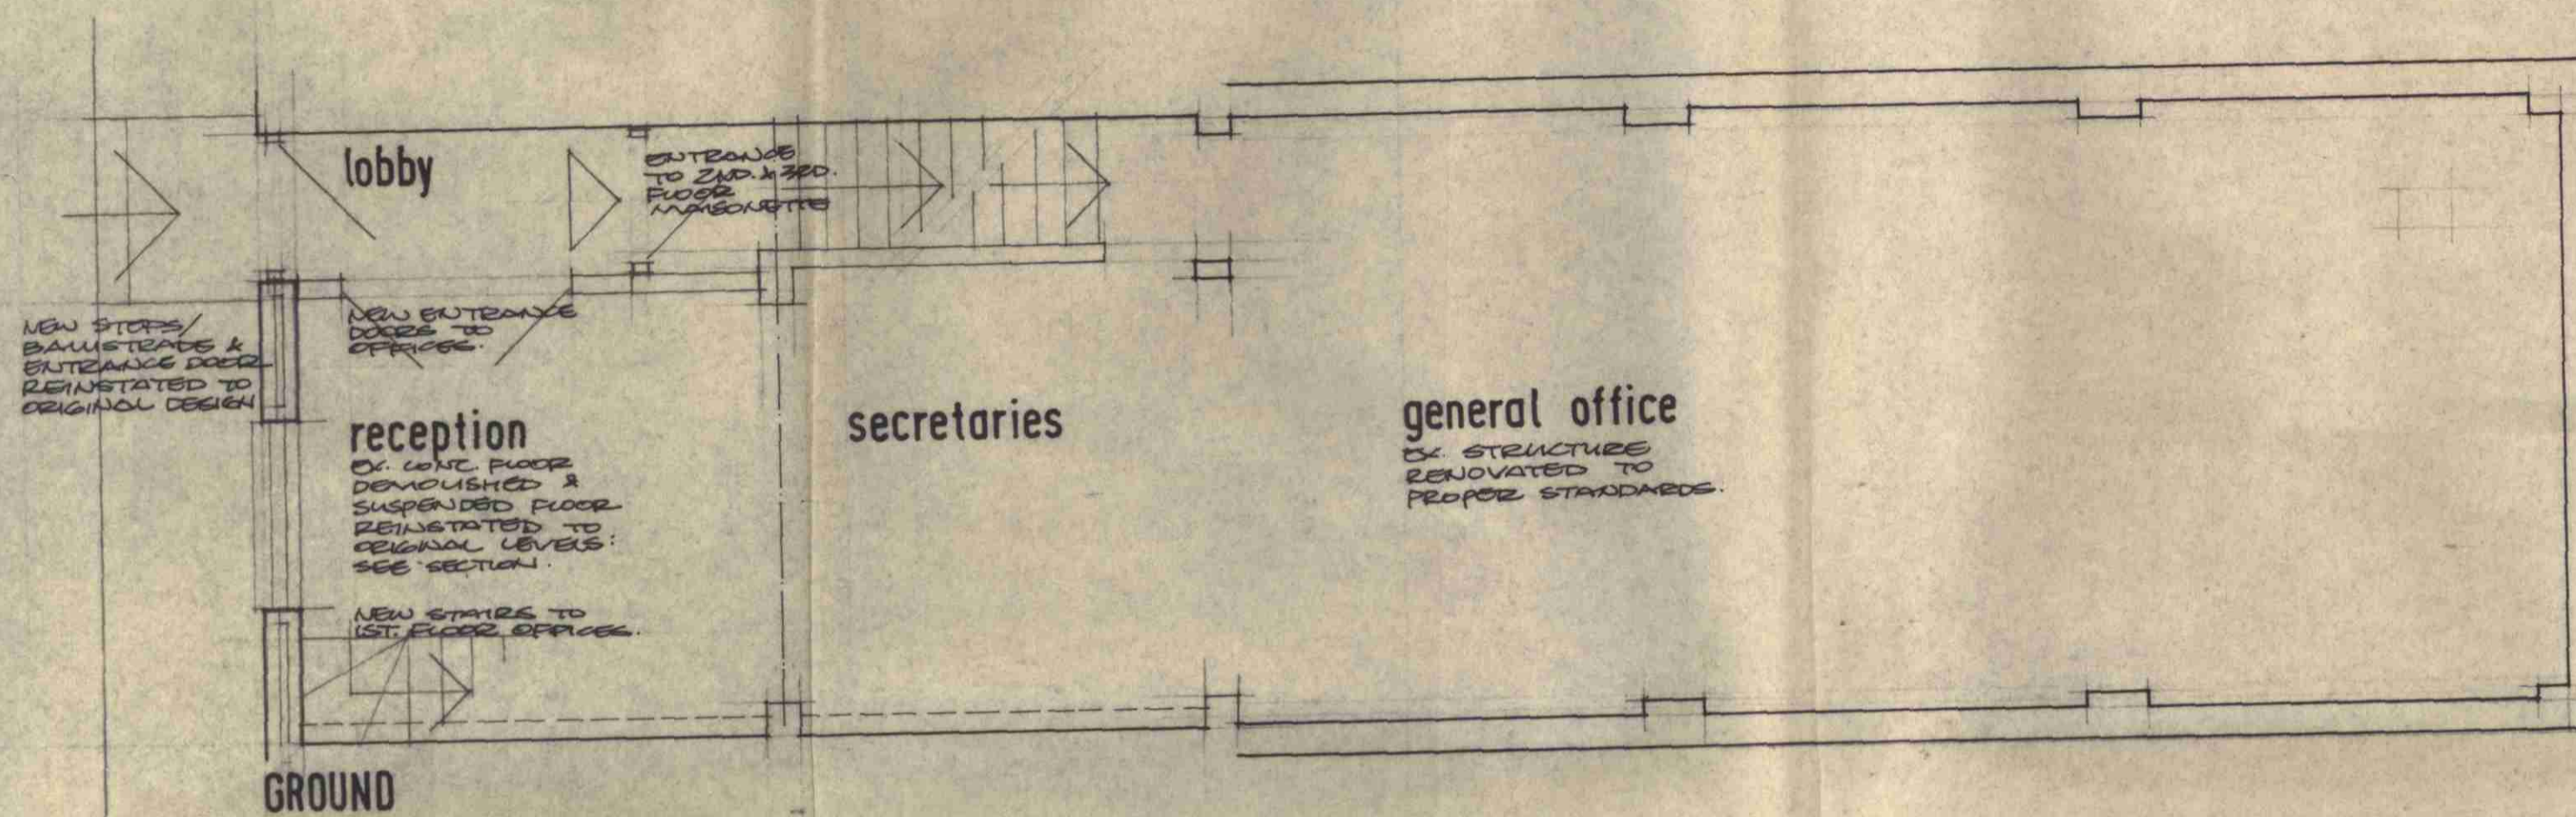 lobby
ENTRANCE
TO 2ND. & 3RD.
FLOOR
MAISONETTE
NEW STEPS/
BALUSTRADE &
ENTRANCE DOOR
REINSTATED TO
ORIGINAL DESIGN
NEW ENTRANCE
DOORS TO
OFFICES.
reception
EX. CONC. FLOOR
DEMOLISHED &
SUSPENDED FLOOR
REINSTATED TO
ORIGINAL LEVELS:
SEE SECTION.
NEW STAIRS TO
1ST. FLOOR OFFICES.
secretaries
general office
EX. STRUCTURE
RENOVATED TO
PROPER STANDARDS.
GROUND